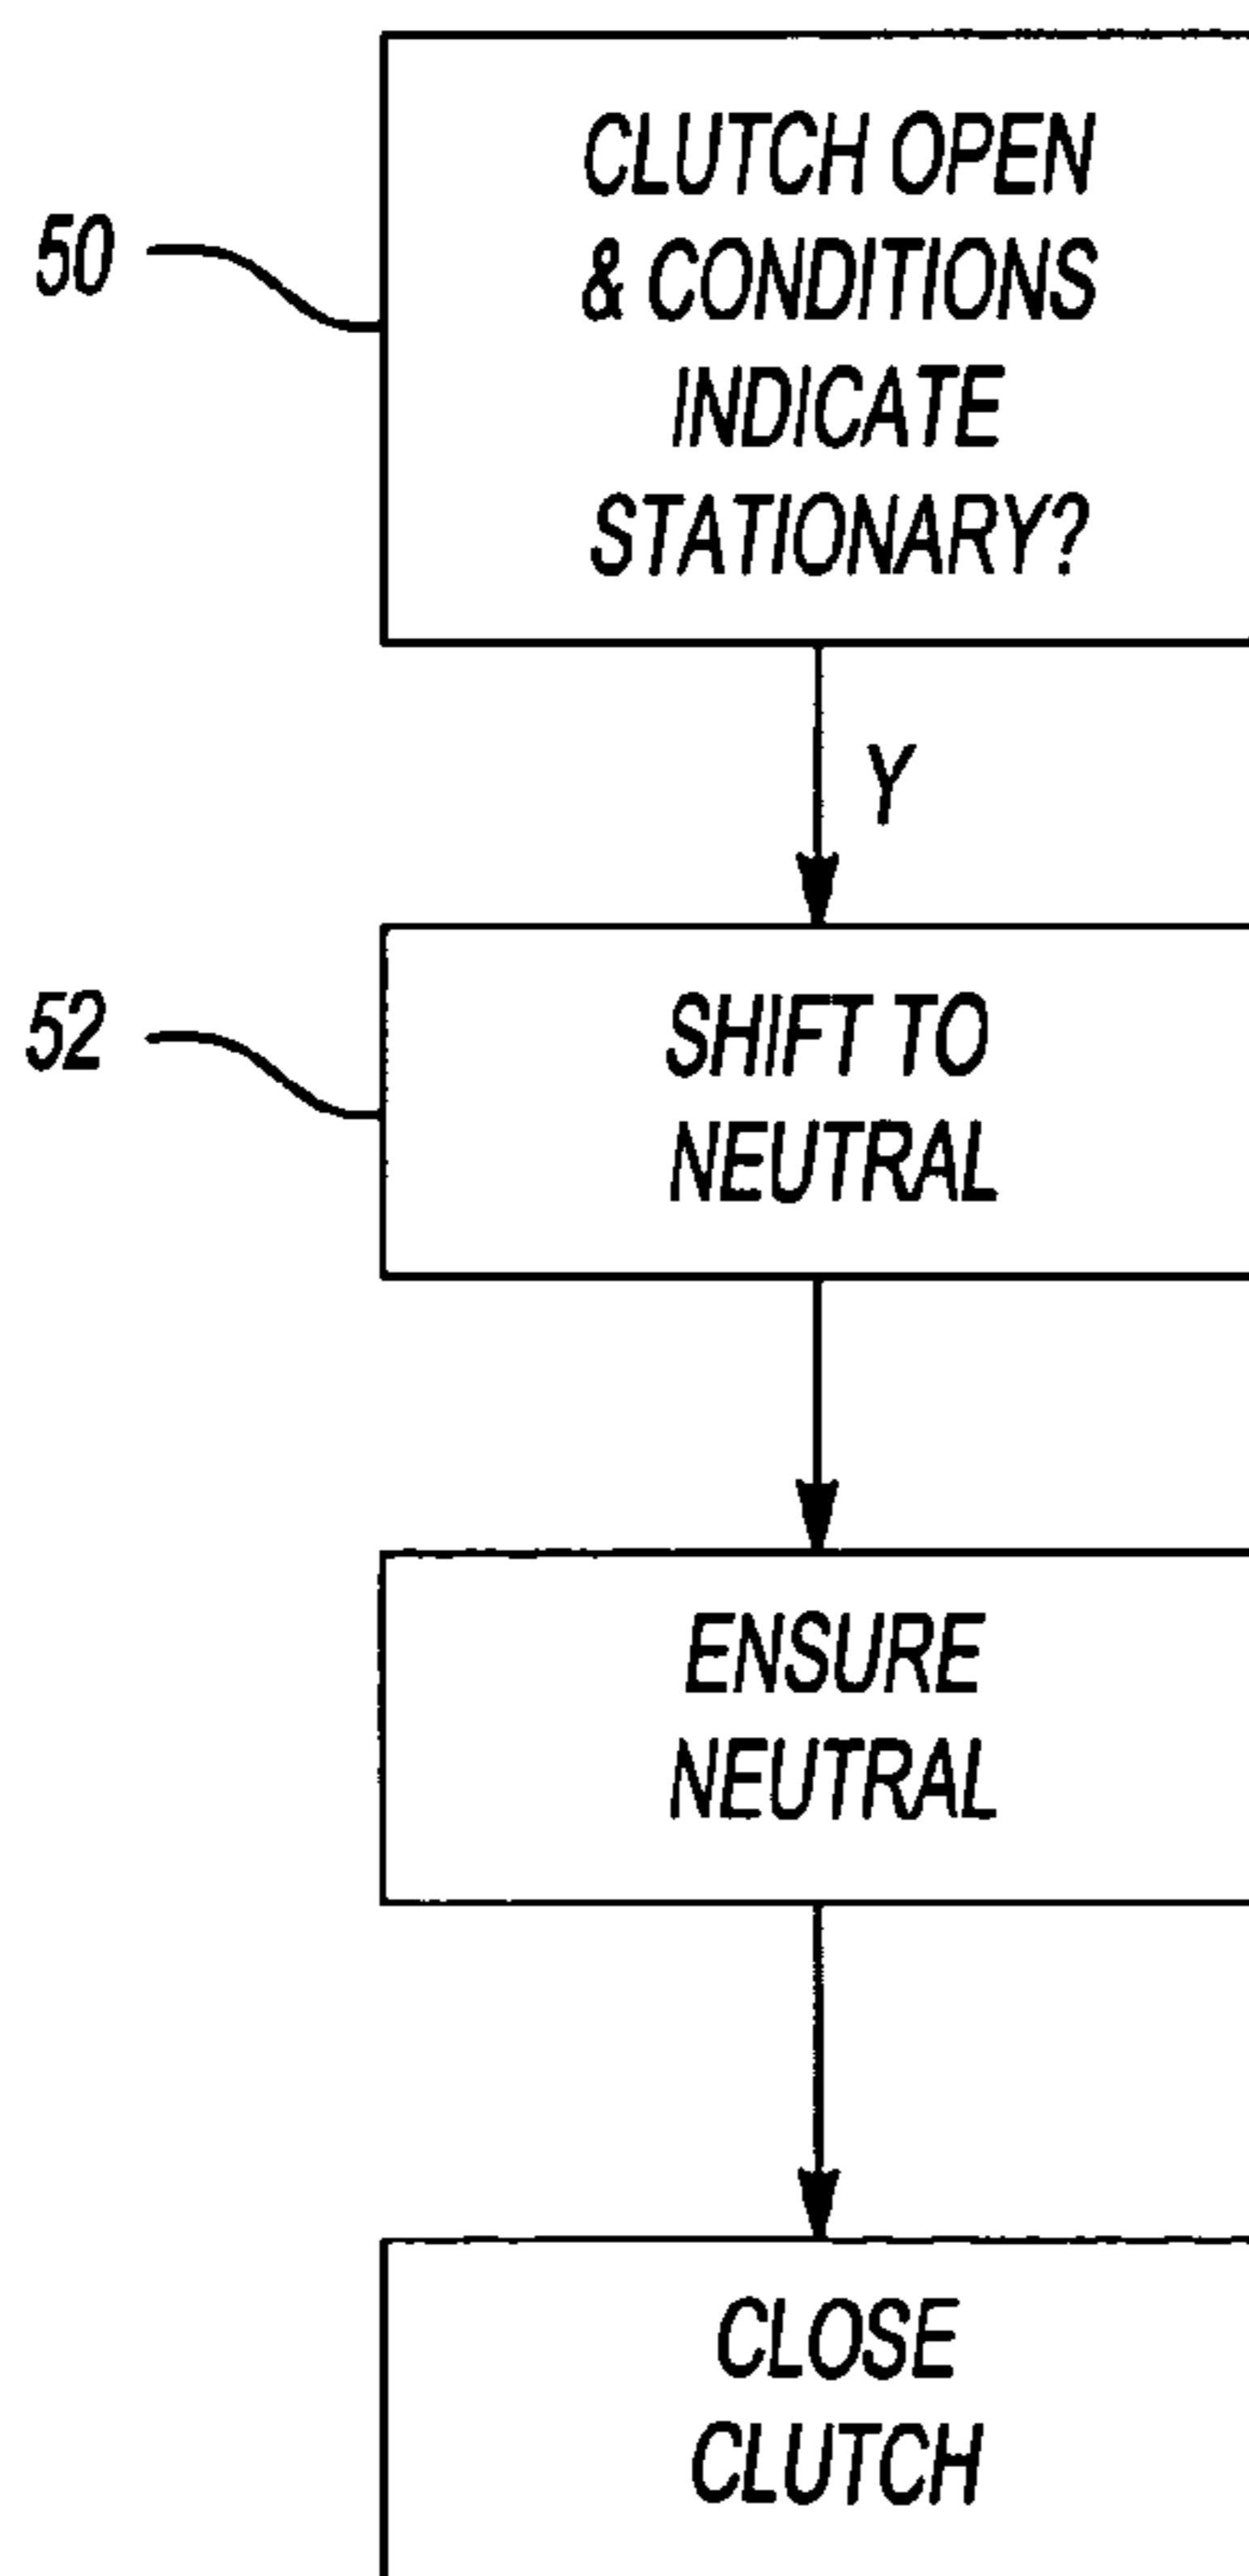 50
CLUTCH OPEN
& CONDITIONS
INDICATE
STATIONARY?
Y
52
SHIFT TO
NEUTRAL
ENSURE
NEUTRAL
CLOSE
CLUTCH